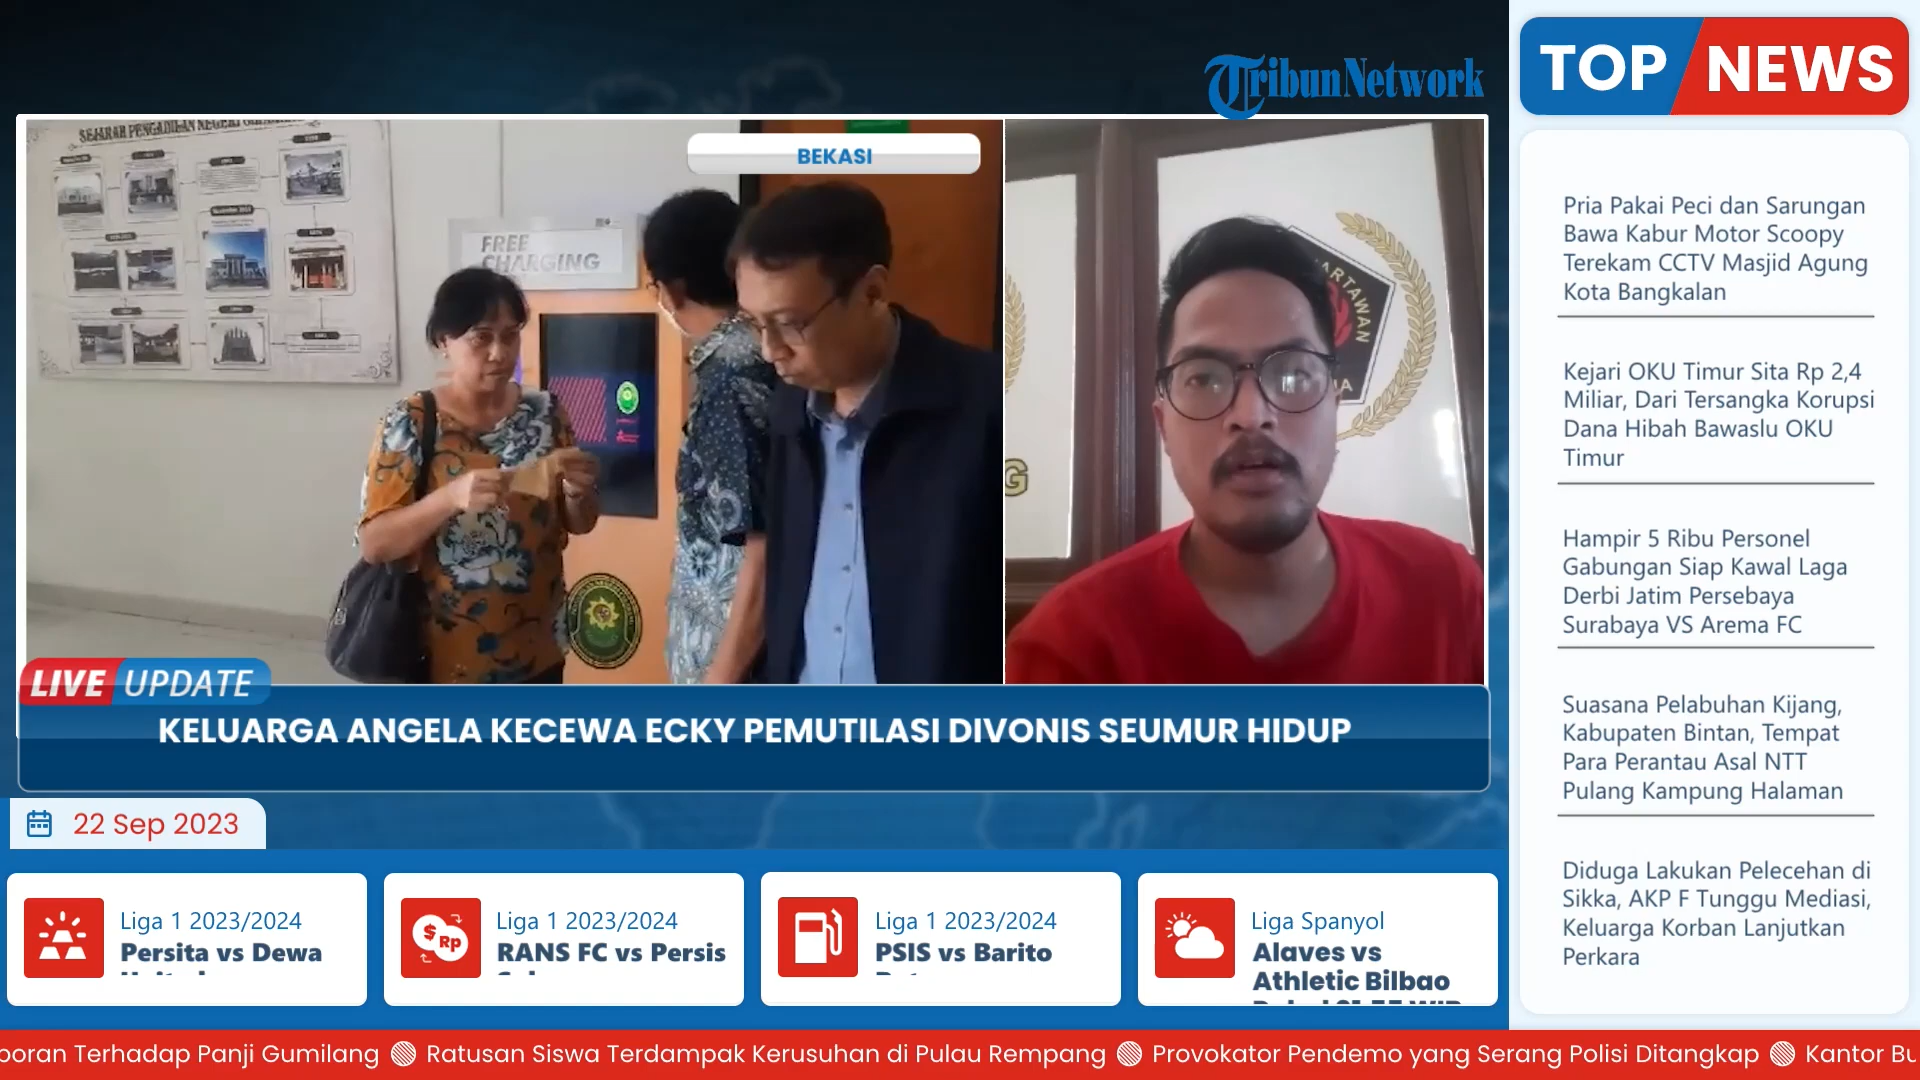 TribunNetwork
TOP NEWS
SEJARAH PENGADILAN NEGERI
BEKASI
FREE
CHARGING
ARTAWAN
LIVE UPDATE
KELUARGA ANGELA KECEWA ECKY PEMUTILASI DIVONIS SEUMUR HIDUP
22 Sep 2023
Liga 1 2023/2024
Persita vs Dewa
Liga 1 2023/2024
RANS FC vs Persis
Liga 1 2023/2024
PSIS vs Barito
Liga Spanyol
Alaves vs
Athletic Bilbao
Pria Pakai Peci dan Sarungan
Bawa Kabur Motor Scoopy
Terekam CCTV Masjid Agung
Kota Bangkalan
Kejari OKU Timur Sita Rp 2,4
Miliar, Dari Tersangka Korupsi
Dana Hibah Bawaslu OKU
Timur
Hampir 5 Ribu Personel
Gabungan Siap Kawal Laga
Derbi Jatim Persebaya
Surabaya VS Arema FC
Suasana Pelabuhan Kijang,
Kabupaten Bintan, Tempat
Para Perantau Asal NTT
Pulang Kampung Halaman
Diduga Lakukan Pelecehan di
Sikka, AKP F Tunggu Mediasi,
Keluarga Korban Lanjutkan
Perkara
poran Terhadap Panji Gumilang Ratusan Siswa Terdampak Kerusuhan di Pulau Rempang Provokator Pendemo yang Serang Polisi Ditangkap Kantor Bu